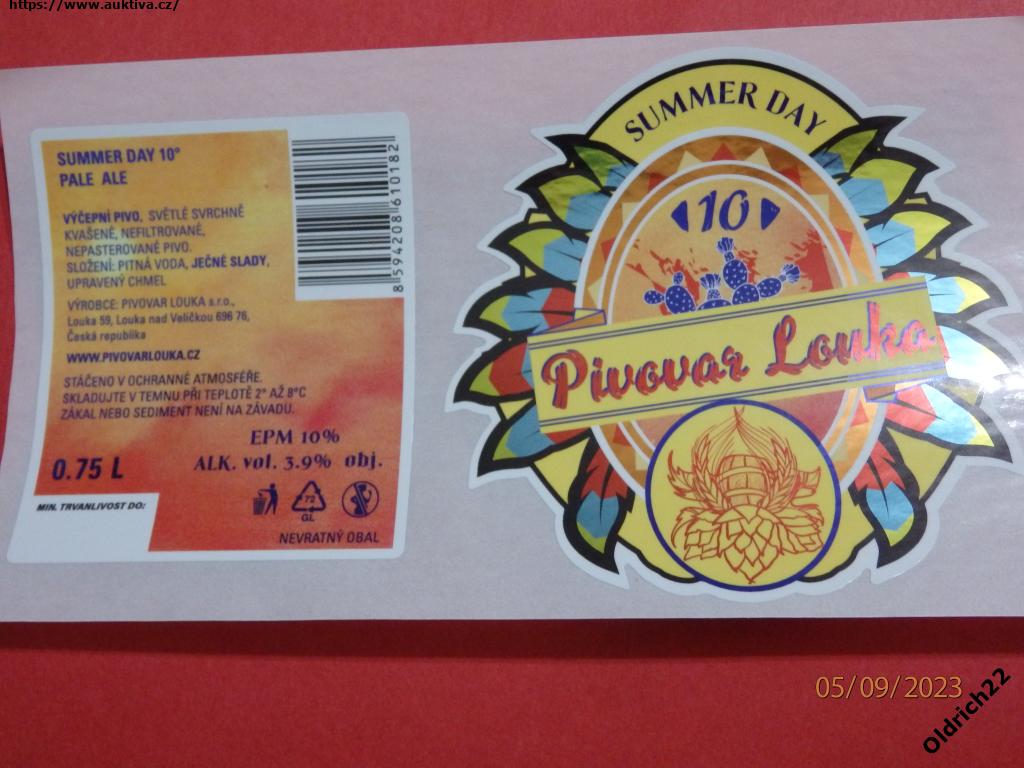 https://www.auktiva.cz/
SUMMER DAY 10°
PALE ALE
VÝČEPNÍ PIVO, SVĚTLÉ SVRCHNĚ
KVAŠENÉ, NEFILTROVANÉ,
NEPASTEROVANÉ PIVO.
SLOŽENÍ: PITNÁ VODA, JEČNÉ SLADY,
UPRAVENÝ CHMEL
VÝROBCE: PIVOVAR LOUKA s.r.o.,
Louka 59, Louka nad Veličkou 696 76,
Česká republika
WWW.PIVOVARLOUKA.CZ
STÁČENO V OCHRANNÉ ATMOSFÉŘE.
SKLADUJTE V TEMNU PŘI TEPLOTĚ 2° AŽ 8°C
ZÁKAL NEBO SEDIMENT NENÍ NA ZÁVADU.
EPM 10%
0.75 L
ALK. vol. 3.9% obj.
72
GL
MIN. TRVANLIVOST DO:
NEVRATNÝ OBAL
8594208610182
SUMMER DAY
10
Pivovar Louka
05/09/2023
Oldrich22